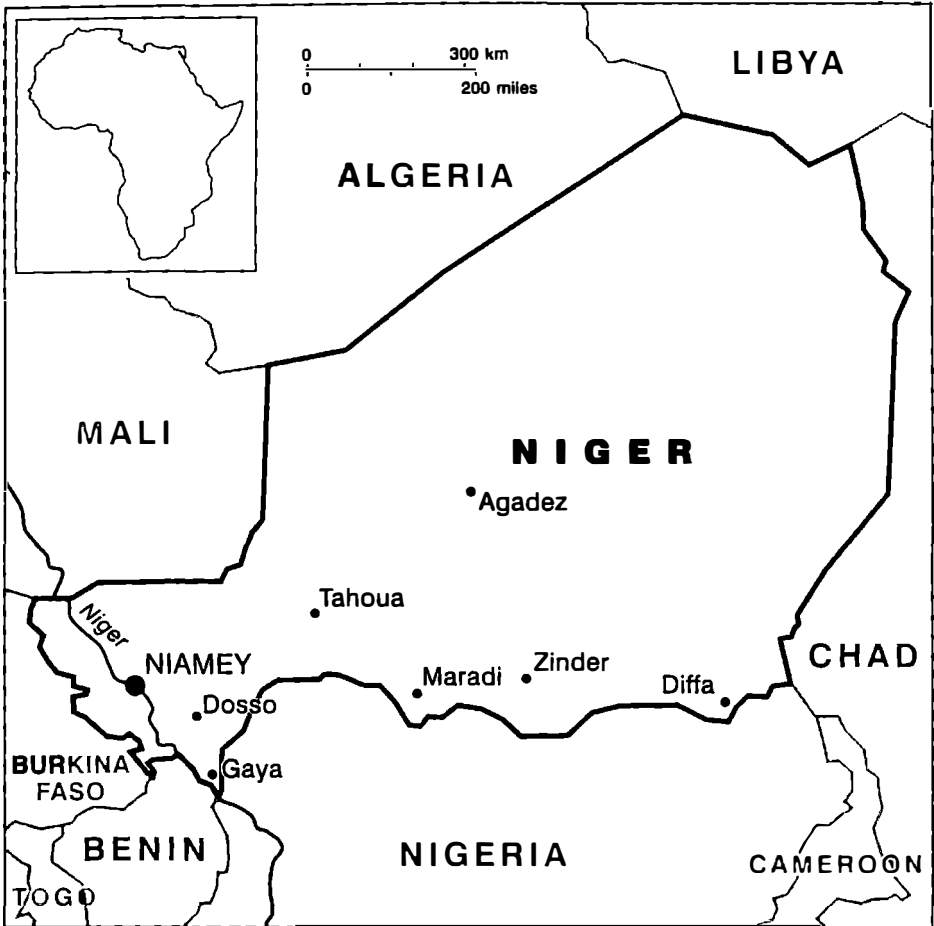 0 300 km
0 200 miles
LIBYA
ALGERIA
MALI
NIGER
Agadez
Tahoua
Niger
NIAMEY
Zinder
Maradi
Diffa
CHAD
Dosso
Gaya
BURKINA
FASO
BENIN
NIGERIA
CAMEROON
TOGO